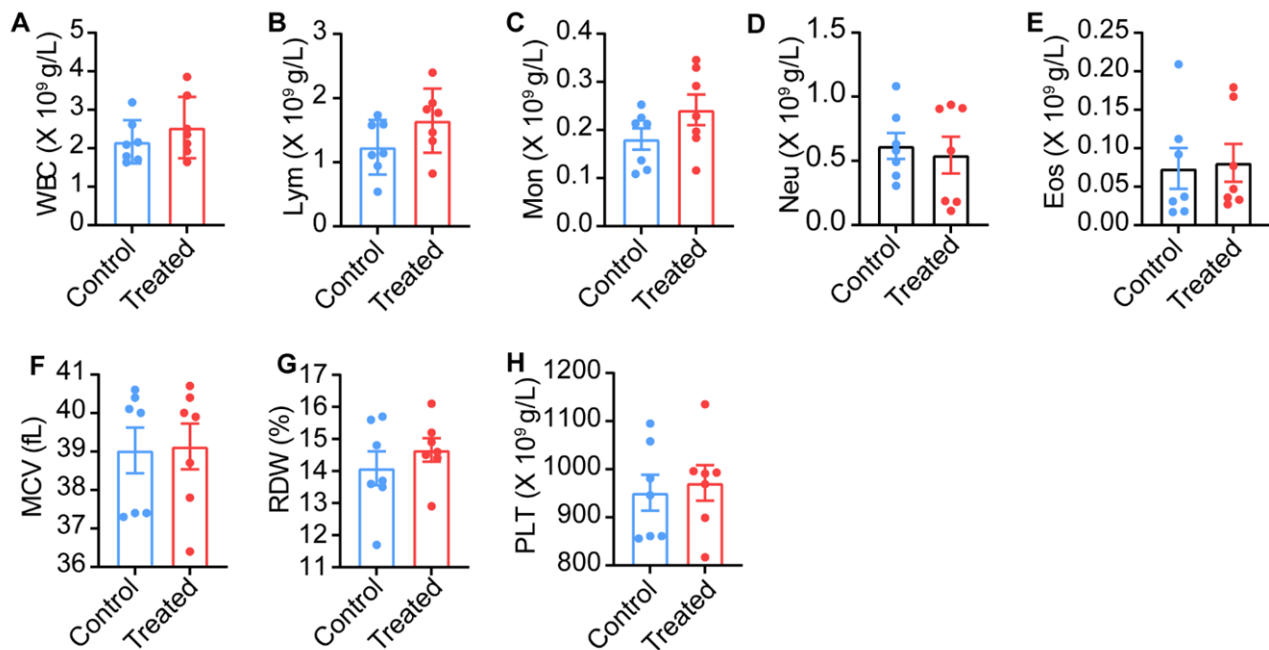 A
WBC (X 10⁹ g/L)
5
4
3
2
1
0
Control
Treated
B
Lym (X 10⁹ g/L)
3
2
1
0
Control
Treated
C
Mon (X 10⁹ g/L)
0.4
0.3
0.2
0.1
0.0
Control
Treated
D
Neu (X 10⁹ g/L)
1.5
1.0
0.5
0.0
Control
Treated
E
Eos (X 10⁹ g/L)
0.25
0.20
0.15
0.10
0.05
0.00
Control
Treated
F
MCV (fL)
41
40
39
38
37
36
Control
Treated
G
RDW (%)
17
16
15
14
13
12
11
Control
Treated
H
PLT (X 10⁹ g/L)
1200
1100
1000
900
800
Control
Treated